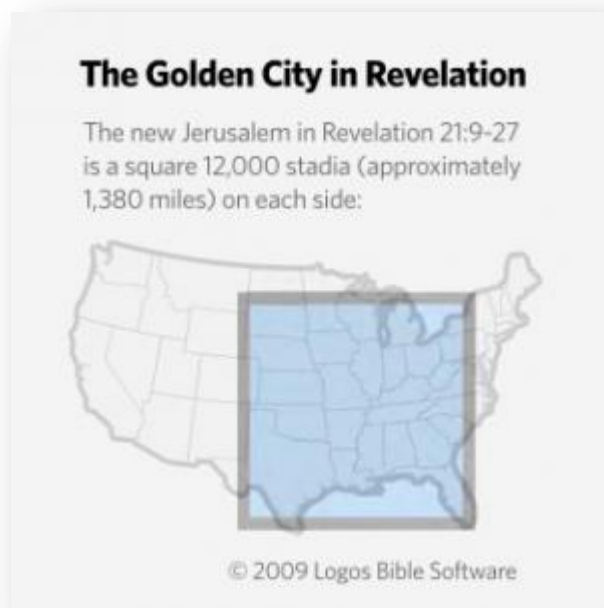 The Golden City in Revelation
The new Jerusalem in Revelation 21:9-27
is a square 12,000 stadia (approximately
1,380 miles) on each side:
© 2009 Logos Bible Software